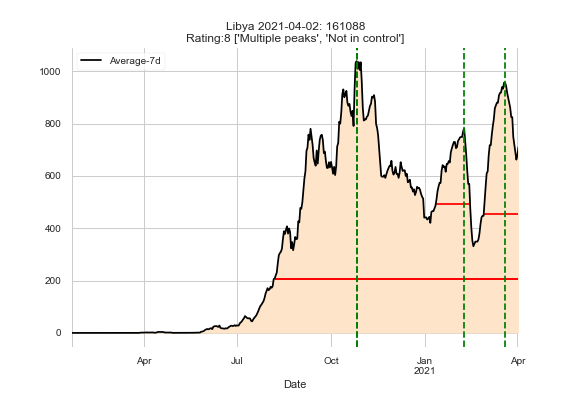 Libya 2021-04-02: 161088
Rating:8 ['Multiple peaks', 'Not in control']
Average-7d
1000
800
600
400
200
0
Apr
Jul
Oct
Jan
2021
Apr
Date